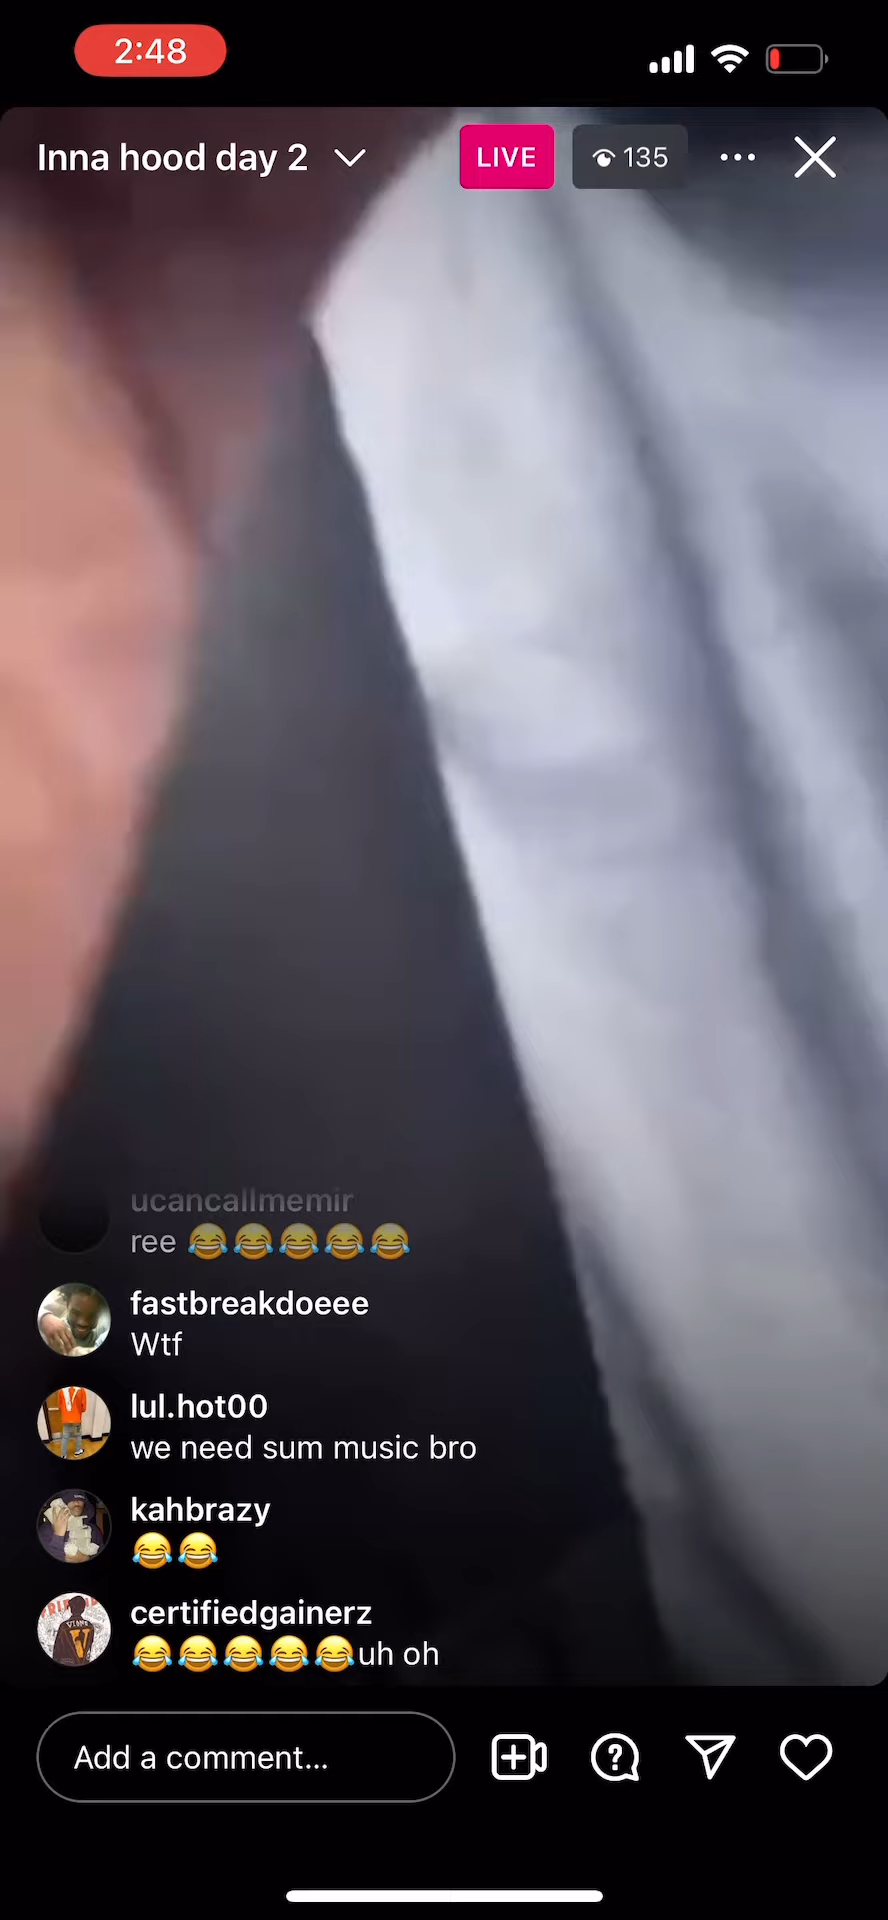 2:48
Inna hood day 2
LIVE
135
ucancallmemir
ree 😂😂😂😂😂
fastbreakdoeee
Wtf
lul.hot00
we need sum music bro
kahbrazy
😂😂
certifiedgainerz
😂😂😂😂😂uh oh
Add a comment...